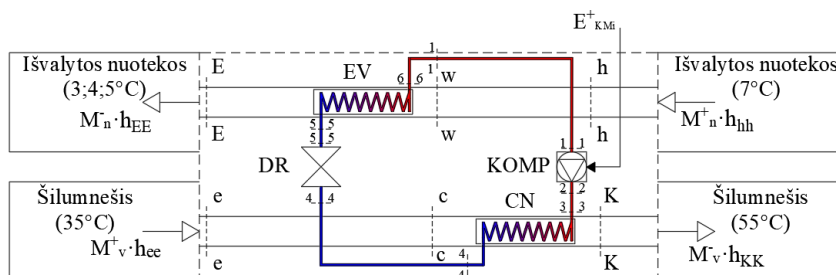 E⁺KMi
Išvalytos nuotekos
(3;4;5°C)
M⁻n·hEE
E
EV
1
1
w
h
6 6
Išvalytos nuotekos
(7°C)
M⁺n·hhh
E
w
h
5 5
5 5
1 1
DR
KOMP
4 4
2 2
3 3
Šilumnešis
(35°C)
M⁺v·hee
e
c
CN
K
Šilumnešis
(55°C)
M⁻v·hKK
e
c
K
4
4